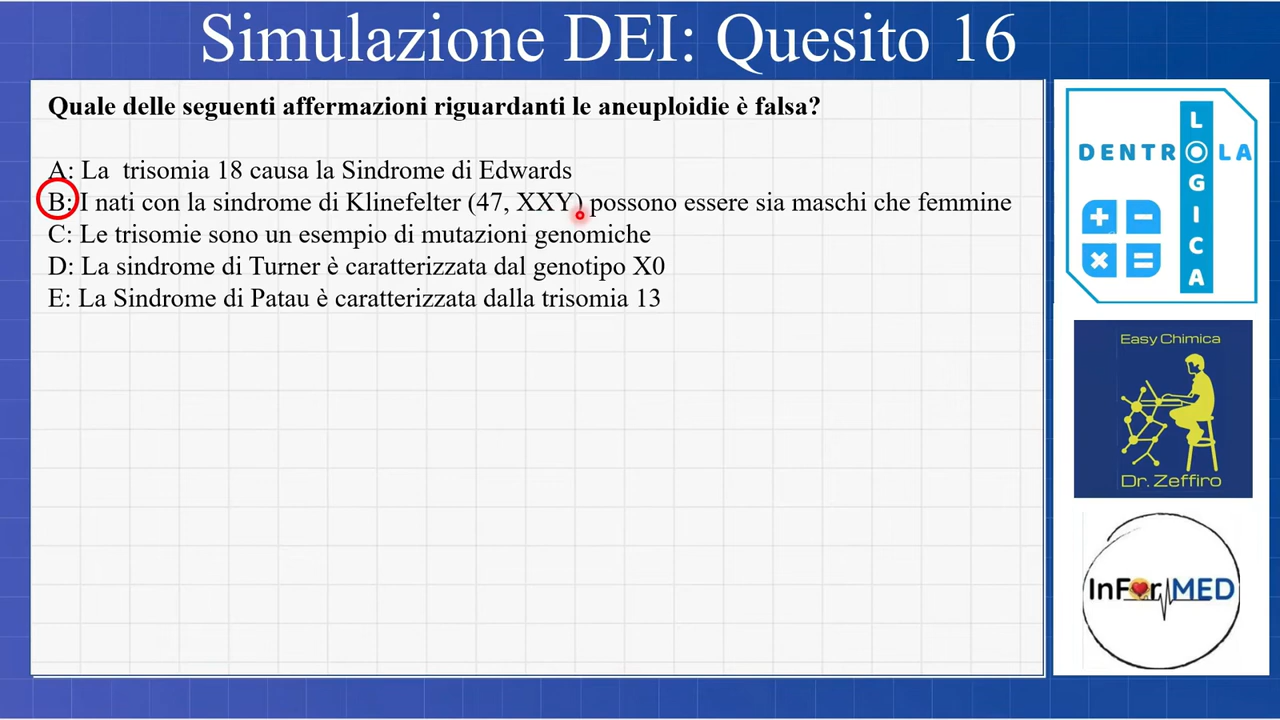 Simulazione DEI: Quesito 16
Quale delle seguenti affermazioni riguardanti le aneuploidie è falsa?
A: La trisomia 18 causa la Sindrome di Edwards
B: I nati con la sindrome di Klinefelter (47, XXY) possono essere sia maschi che femmine
C: Le trisomie sono un esempio di mutazioni genomiche
D: La sindrome di Turner è caratterizzata dal genotipo X0
E: La Sindrome di Patau è caratterizzata dalla trisomia 13
DENTRO LA
LOGICA
Easy Chimica
Dr. Zeffiro
InForMED